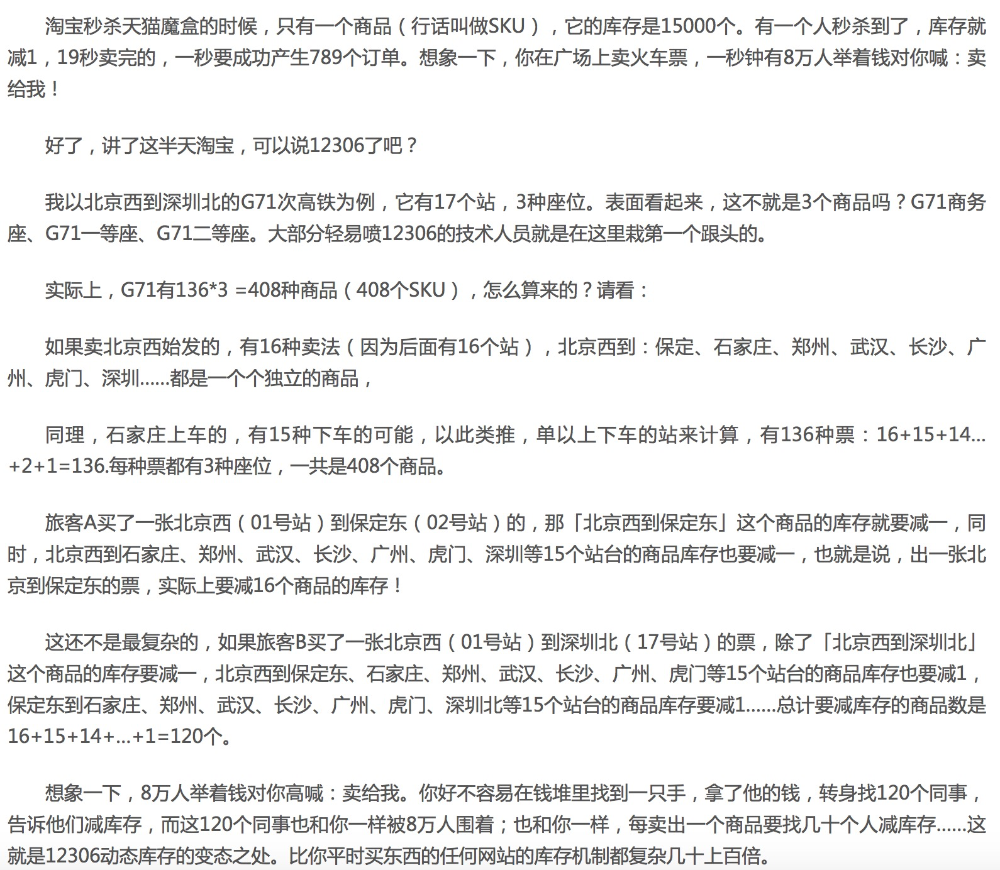 淘宝秒杀天猫魔盒的时候，只有一个商品（行话叫做SKU），它的库存是15000个。有一个人秒杀到了，库存就
减1，19秒卖完的，一秒要成功产生789个订单。想象一下，你在广场上卖火车票，一秒钟有8万人举着钱对你喊：卖
给我！
好了，讲了这半天淘宝，可以说12306了吧？
我以北京西到深圳北的G71次高铁为例，它有17个站，3种座位。表面看起来，这不就是3个商品吗？G71商务
座、G71一等座、G71二等座。大部分轻易喷12306的技术人员就是在这里栽第一个跟头的。
实际上，G71有136*3 =408种商品（408个SKU），怎么算来的？请看：
如果卖北京西始发的，有16种卖法（因为后面有16个站），北京西到：保定、石家庄、郑州、武汉、长沙、广
州、虎门、深圳……都是一个个独立的商品，
同理，石家庄上车的，有15种下车的可能，以此类推，单以上下车的站来计算，有136种票：16+15+14…
+2+1=136.每种票都有3种座位，一共是408个商品。
旅客A买了一张北京西（01号站）到保定东（02号站）的，那「北京西到保定东」这个商品的库存就要减一，同
时，北京西到石家庄、郑州、武汉、长沙、广州、虎门、深圳等15个站台的商品库存也要减一，也就是说，出一张北
京到保定东的票，实际上要减16个商品的库存！
这还不是最复杂的，如果旅客B买了一张北京西（01号站）到深圳北（17号站）的票，除了「北京西到深圳北」
这个商品的库存要减一，北京西到保定东、石家庄、郑州、武汉、长沙、广州、虎门等15个站台的商品库存也要减1，
保定东到石家庄、郑州、武汉、长沙、广州、虎门、深圳北等15个站台的商品库存要减1……总计要减库存的商品数是
16+15+14+…+1=120个。
想象一下，8万人举着钱对你高喊：卖给我。你好不容易在钱堆里找到一只手，拿了他的钱，转身找120个同事，
告诉他们减库存，而这120个同事也和你一样被8万人围着；也和你一样，每卖出一个商品要找几十个人减库存……这
就是12306动态库存的变态之处。比你平时买东西的任何网站的库存机制都复杂几十上百倍。